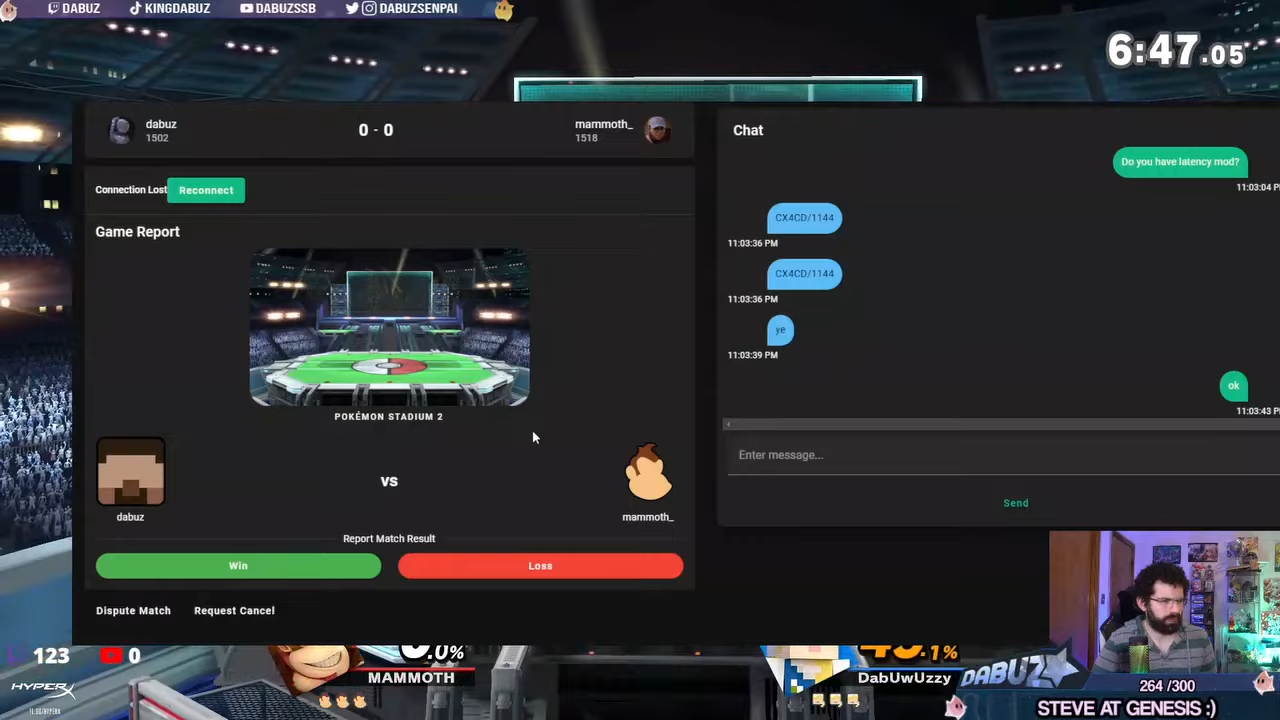 DABUZ KINGDABUZ DABUZSSB DABUZSENPAI
6:47.05
dabuz
1502
0 - 0
mammoth_
1518
Connection Lost Reconnect
Game Report
POKÉMON STADIUM 2
dabuz
vs
mammoth_
Report Match Result
Win Loss
Dispute Match Request Cancel
Chat
Do you have latency mod?
11:03:04 P
CX4CD/1144
11:03:36 PM
CX4CD/1144
11:03:36 PM
ye
11:03:39 PM
ok
11:03:43 PM
Enter message...
Send
123 0
HYPERX
.0%
MAMMOTH
.1%
DabUwUzzy
DABUZ
264 /300
STEVE AT GENESIS :)